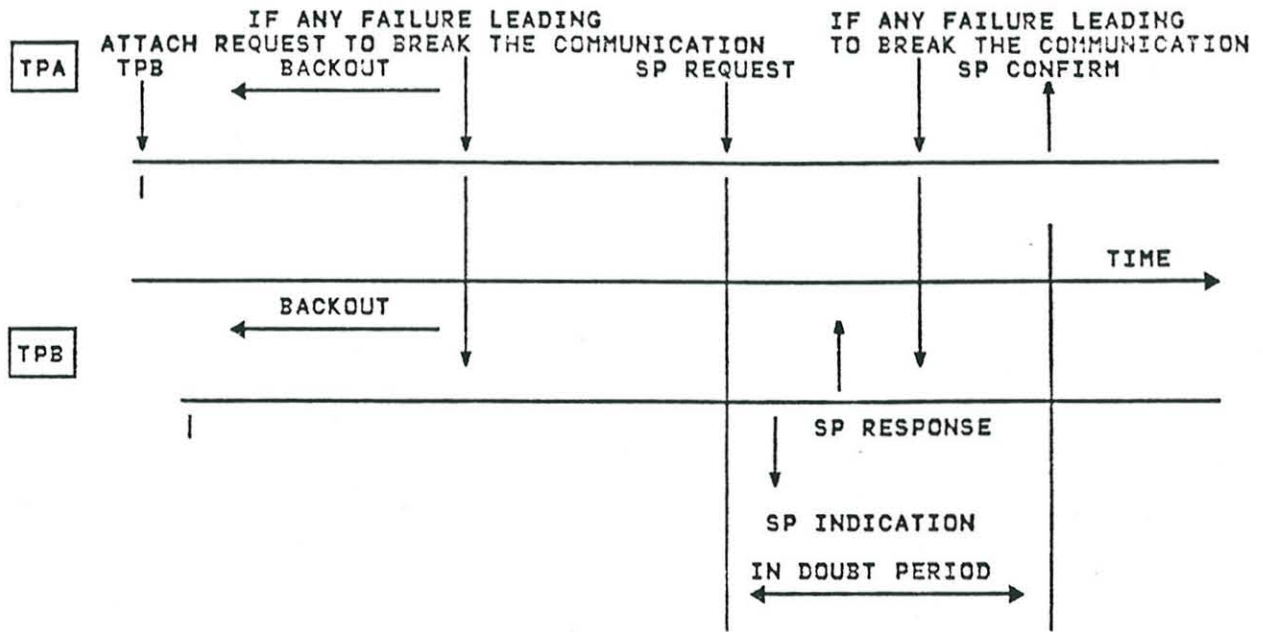 IF ANY FAILURE LEADING
IF ANY FAILURE LEADING
ATTACH REQUEST TO BREAK THE COMMUNICATION
TO BREAK THE COMMUNICATION
TPA
TPB
BACKOUT
SP REQUEST
SP CONFIRM
TIME
BACKOUT
TPB
SP RESPONSE
SP INDICATION
IN DOUBT PERIOD